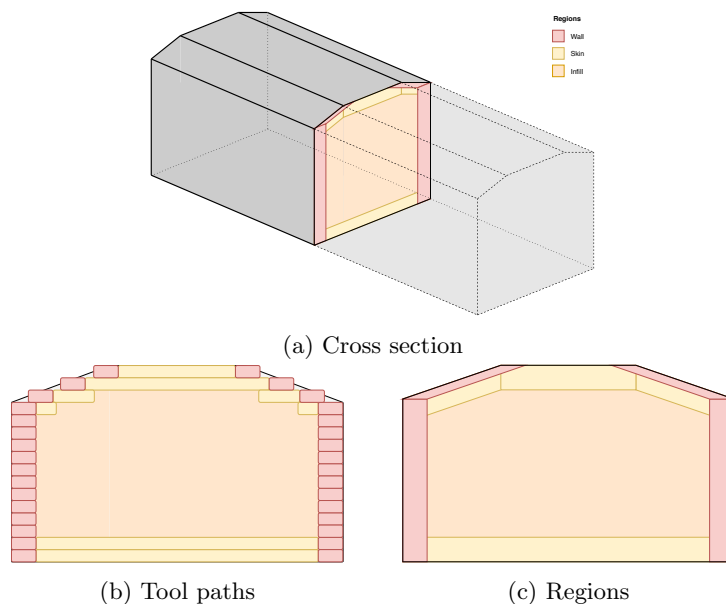 Regions
Wall
Skin
Infill
(a) Cross section
(b) Tool paths
(c) Regions